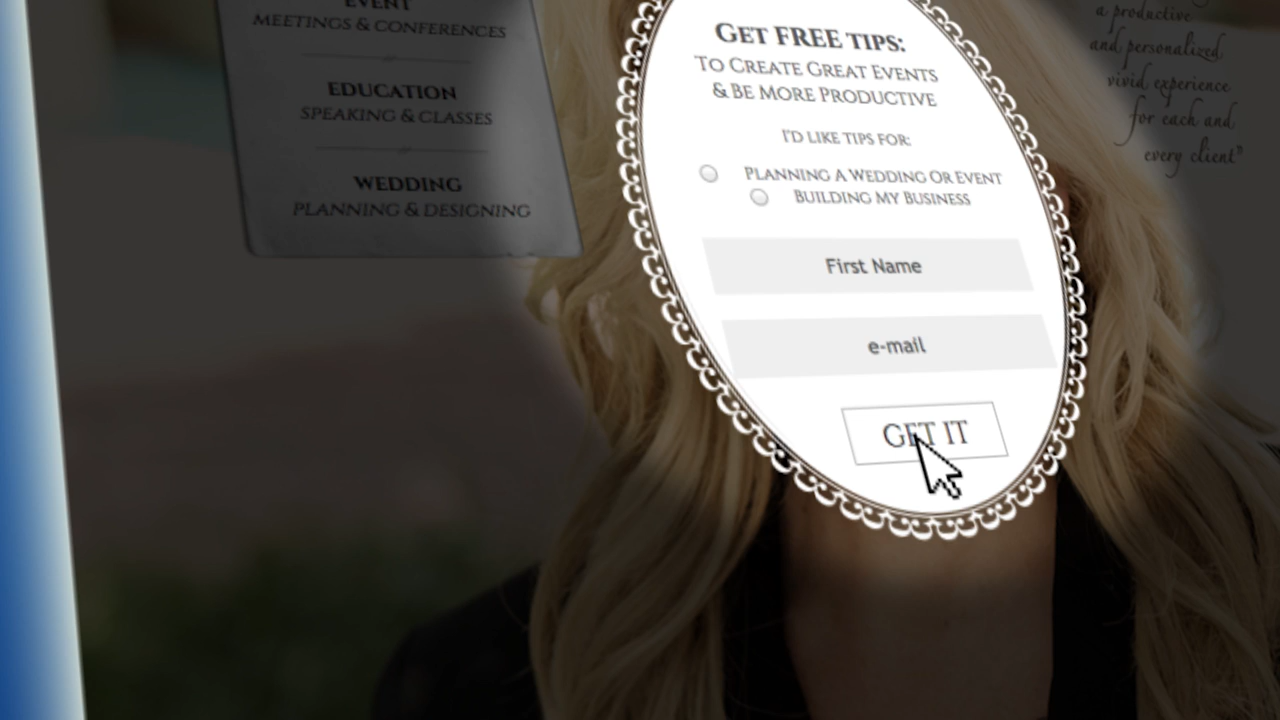 EVENT
MEETINGS & CONFERENCES
EDUCATION
SPEAKING & CLASSES
WEDDING
PLANNING & DESIGNING
GET FREE TIPS:
TO CREATE GREAT EVENTS
& BE MORE PRODUCTIVE
I'D LIKE TIPS FOR:
PLANNING A WEDDING OR EVENT
BUILDING MY BUSINESS
First Name
e-mail
GET IT
a productive
and personalized
vivid experience
for each and
every client"